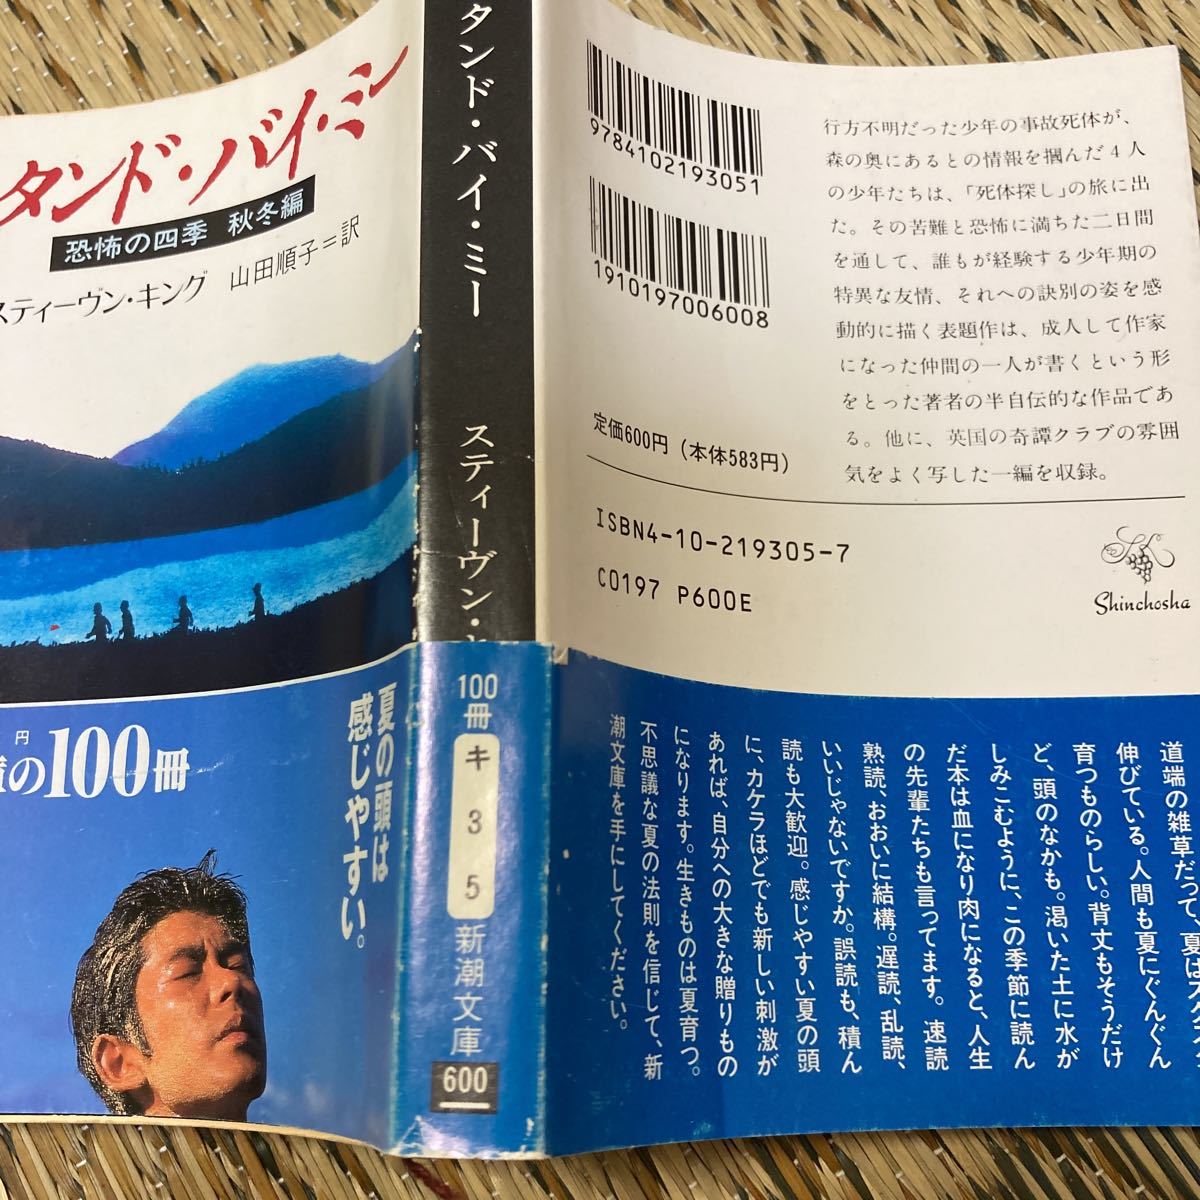 タンド・バイ・ミー
恐怖の四季 秋冬編
スティーヴン・キング 山田順子＝訳
円
の100冊
夏の頭は
感じやすい。
タンド・バイ・ミー
スティーヴン・
100
冊
キ
3
5
新潮文庫
600
9784102193051
1910197006008
定価600円（本体583円）
行方不明だった少年の事故死体が、
森の奥にあるとの情報を掴んだ4人
の少年たちは、「死体探し」の旅に出
た。その苦難と恐怖に満ちた二日間
を通して、誰もが経験する少年期の
特異な友情、それへの訣別の姿を感
動的に描く表題作は、成人して作家
になった仲間の一人が書くという形
をとった著者の半自伝的な作品であ
る。他に、英国の奇譚クラブの雰囲
気をよく写した一編を収録。
ISBN4-10-219305-7
C0197 P600E
Shinchosha
道端の雑草だって、夏は
伸びている。人間も夏にぐんぐん
育つものらしい。背丈もそうだけ
ど、頭のなかも。渇いた土に水が
しみこむように、この季節に読ん
だ本は血になり肉になると、人生
の先輩たちも言ってます。速読
熟読、おおいに結構。遅読、乱読、
いいじゃないですか。誤読も、積ん
読も大歓迎。感じやすい夏の頭
に、カケラほどでも新しい刺激が
あれば、自分への大きな贈りもの
になります。生きものは夏育つ。
不思議な夏の法則を信じて、新
潮文庫を手にしてください。